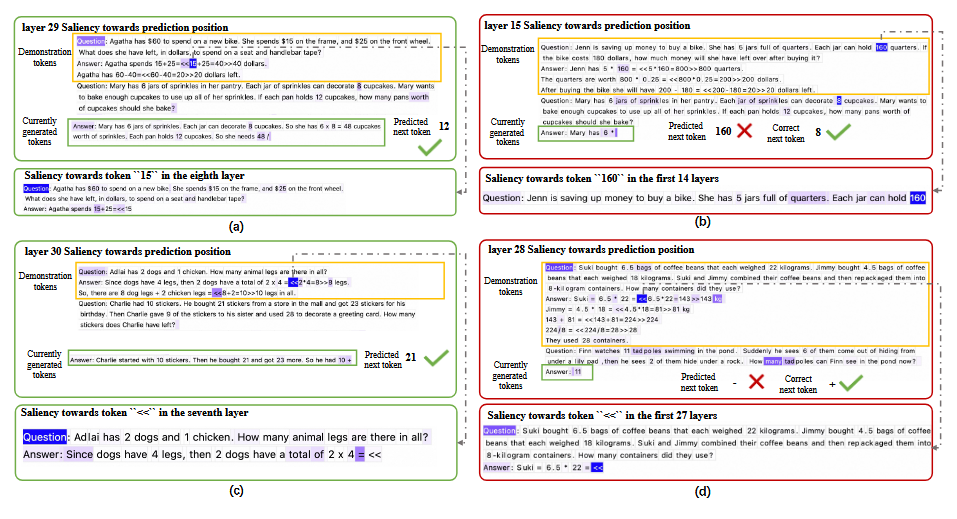 layer 29 Saliency towards prediction position
Demonstration tokens
Question: Agatha has $60 to spend on a new bike. She spends $15 on the frame, and $25 on the front wheel.
What does she have left, in dollars, to spend on a seat and handlebar tape?
Answer: Agatha spends 15+25=<<15+25=40>>40 dollars.
Agatha has 60-40=<<60-40=20>>20 dollars left.
Question: Mary has 6 jars of sprinkles in her pantry. Each jar of sprinkles can decorate 8 cupcakes. Mary wants
to bake enough cupcakes to use up all of her sprinkles. If each pan holds 12 cupcakes, how many pans worth
of cupcakes should she bake?
Currently generated tokens
Answer: Mary has 6 jars of sprinkles. Each jar can decorate 8 cupcakes. So she has 6 x 8 = 48 cupcakes
worth of sprinkles. Each pan holds 12 cupcakes. So she needs 48 /
Predicted next token 12
Saliency towards token ``15`` in the eighth layer
Question: Agatha has $60 to spend on a new bike. She spends $15 on the frame, and $25 on the front wheel.
What does she have left, in dollars, to spend on a seat and handlebar tape?
Answer: Agatha spends 15+25=<<15
(a)
layer 15 Saliency towards prediction position
Demonstration tokens
Question: Jenn is saving up money to buy a bike. She has 5 jars full of quarters. Each jar can hold 160 quarters. If
the bike costs 180 dollars, how much money will she have left over after buying it?
Answer: Jenn has 5 * 160 = <<5*160=800>>800 quarters.
The quarters are worth 800 * 0.25 = <<800*0.25=200>>200 dollars.
After buying the bike she will have 200 - 180 = <<200-180=20>>20 dollars left.
Question: Mary has 6 jars of sprinkles in her pantry. Each jar of sprinkles can decorate 8 cupcakes. Mary wants to
bake enough cupcakes to use up all of her sprinkles. If each pan holds 12 cupcakes, how many pans worth of
cupcakes should she bake?
Currently generated tokens
Answer: Mary has 6 *
Predicted next token 160
Correct next token 8
Saliency towards token ``160`` in the first 14 layers
Question: Jenn is saving up money to buy a bike. She has 5 jars full of quarters. Each jar can hold 160
(b)
layer 30 Saliency towards prediction position
Demonstration tokens
Question: Adlai has 2 dogs and 1 chicken. How many animal legs are there in all?
Answer: Since dogs have 4 legs, then 2 dogs have a total of 2 x 4 = <<2*4=8>>8 legs.
So, there are 8 dog legs + 2 chicken legs = <<8+2=10>>10 legs in all.
Question: Charlie had 10 stickers. He bought 21 stickers from a store in the mall and got 23 stickers for his
birthday. Then Charlie gave 9 of the stickers to his sister and used 28 to decorate a greeting card. How many
stickers does Charlie have left?
Currently generated tokens
Answer: Charlie started with 10 stickers. Then he bought 21 and got 23 more. So he had 10 +
Predicted next token 21
Saliency towards token ``<<`` in the seventh layer
Question: Adlai has 2 dogs and 1 chicken. How many animal legs are there in all?
Answer: Since dogs have 4 legs, then 2 dogs have a total of 2 x 4 = <<
(c)
layer 28 Saliency towards prediction position
Demonstration tokens
Question: Suki bought 6.5 bags of coffee beans that each weighed 22 kilograms. Jimmy bought 4.5 bags of coffee
beans that each weighed 18 kilograms. Suki and Jimmy combined their coffee beans and then repackaged them into
8-kilogram containers. How many containers did they use?
Answer: Suki = 6.5 * 22 = <<6.5*22=143>>143 kg
Jimmy = 4.5 * 18 = <<4.5*18=81>>81 kg
143 + 81 = <<143+81=224>>224
224/8 = <<224/8=28>>28
They used 28 containers.
Question: Finn watches 11 tadpoles swimming in the pond. Suddenly he sees 6 of them come out of hiding from
under a lily pad, then he sees 2 of them hide under a rock. How many tadpoles can Finn see in the pond now?
Currently generated tokens
Answer: 11
Predicted next token -
Correct next token +
Saliency towards token ``<<`` in the first 27 layers
Question: Suki bought 6.5 bags of coffee beans that each weighed 22 kilograms. Jimmy bought 4.5 bags of coffee
beans that each weighed 18 kilograms. Suki and Jimmy combined their coffee beans and then repackaged them into
8-kilogram containers. How many containers did they use?
Answer: Suki = 6.5 * 22 = <<
(d)